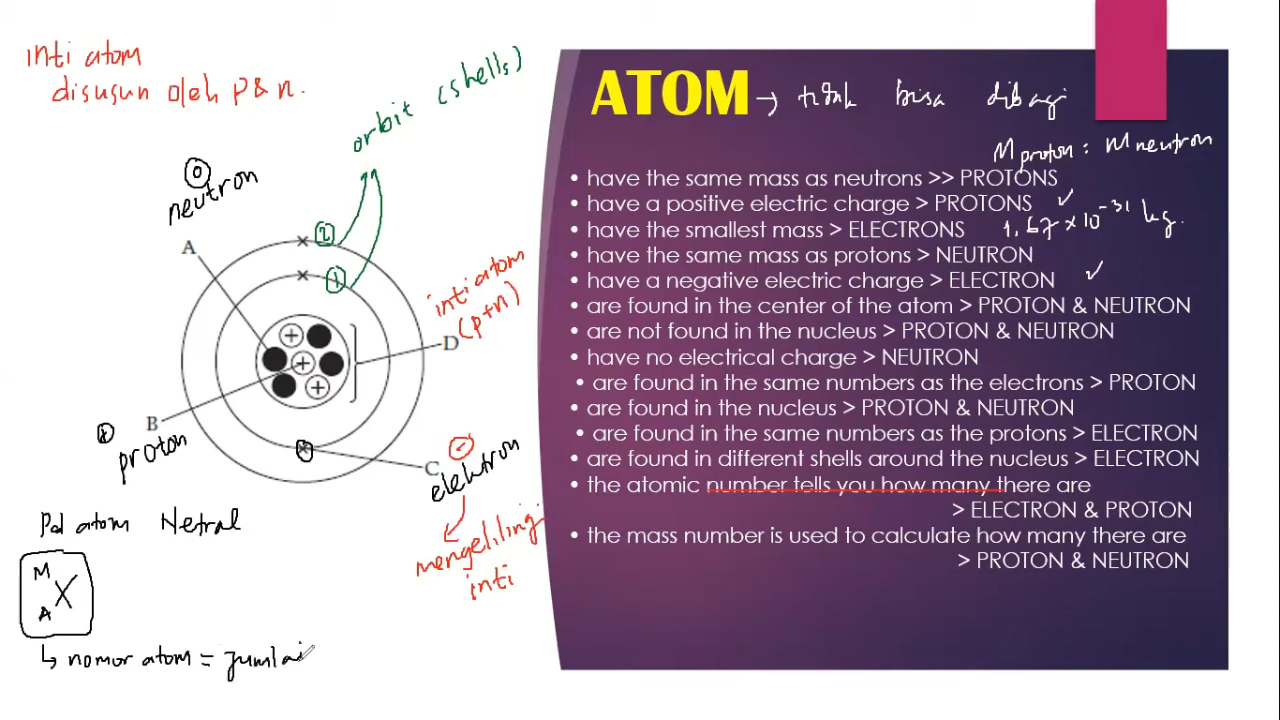 inti atom
disusun oleh P & n.
orbit (shells)
neutron
A
2
1
inti atom
(p+n)
D
B
proton
C
elektron
mengelilingi
inti
Pd atom Netral
M
X
A
↳ nomor atom = jumlah
ATOM → tidak bisa dibagi
M proton : M neutron
• have the same mass as neutrons >> PROTONS
• have a positive electric charge > PROTONS ✓
1,67 × 10⁻³¹ kg.
• have the smallest mass > ELECTRONS
• have the same mass as protons > NEUTRON
• have a negative electric charge > ELECTRON ✓
• are found in the center of the atom > PROTON & NEUTRON
• are not found in the nucleus > PROTON & NEUTRON
• have no electrical charge > NEUTRON
• are found in the same numbers as the electrons > PROTON
• are found in the nucleus > PROTON & NEUTRON
• are found in the same numbers as the protons > ELECTRON
• are found in different shells around the nucleus > ELECTRON
• the atomic number tells you how many there are
> ELECTRON & PROTON
• the mass number is used to calculate how many there are
> PROTON & NEUTRON